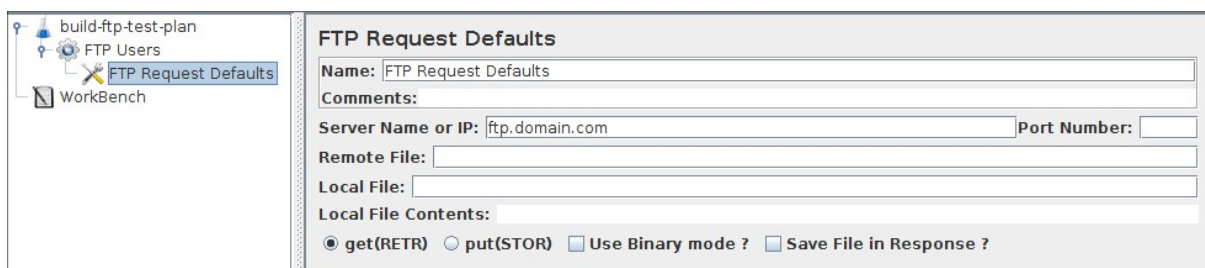 build-ftp-test-plan
FTP Users
FTP Request Defaults
WorkBench
FTP Request Defaults
Name: FTP Request Defaults
Comments:
Server Name or IP: ftp.domain.com Port Number:
Remote File:
Local File:
Local File Contents:
get(RETR) put(STOR) Use Binary mode ? Save File in Response ?